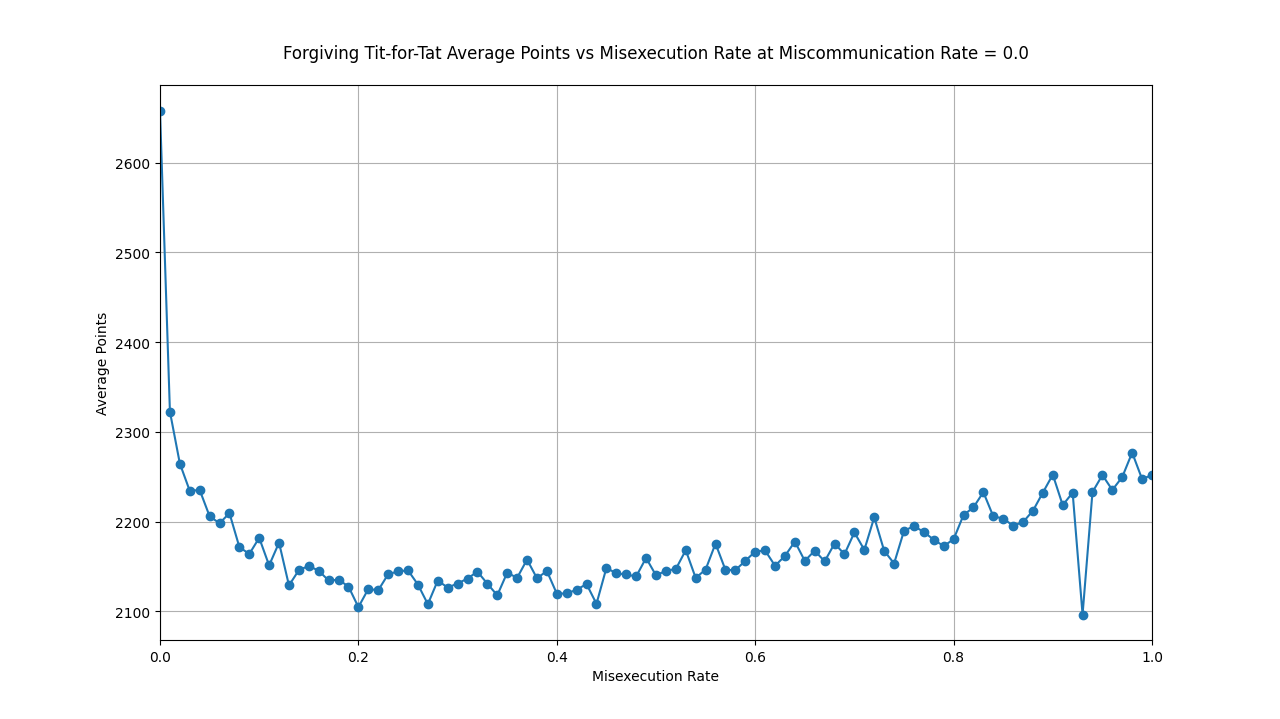 Forgiving Tit-for-Tat Average Points vs Misexecution Rate at Miscommunication Rate = 0.0
2600
2500
2400
2300
2200
2100
Average Points
0.0 0.2 0.4 0.6 0.8 1.0
Misexecution Rate